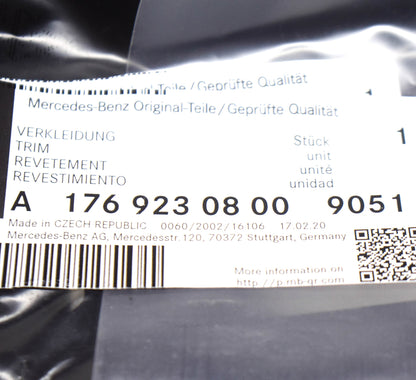 Teile/Geprüfte Qualität
Mercedes-Benz Original-Teile/Geprüfte Qualität
VERKLEIDUNG Stück 1
TRIM unit
REVETEMENT unité
REVESTIMIENTO unidad
A 176 923 08 00 9051
Made in CZECH REPUBLIC 0060/2002/16106 17.02.20
Mercedes-Benz AG, Mercedesstr. 120, 70372 Stuttgart, Germany
More information on
http://p.mb-qr.com